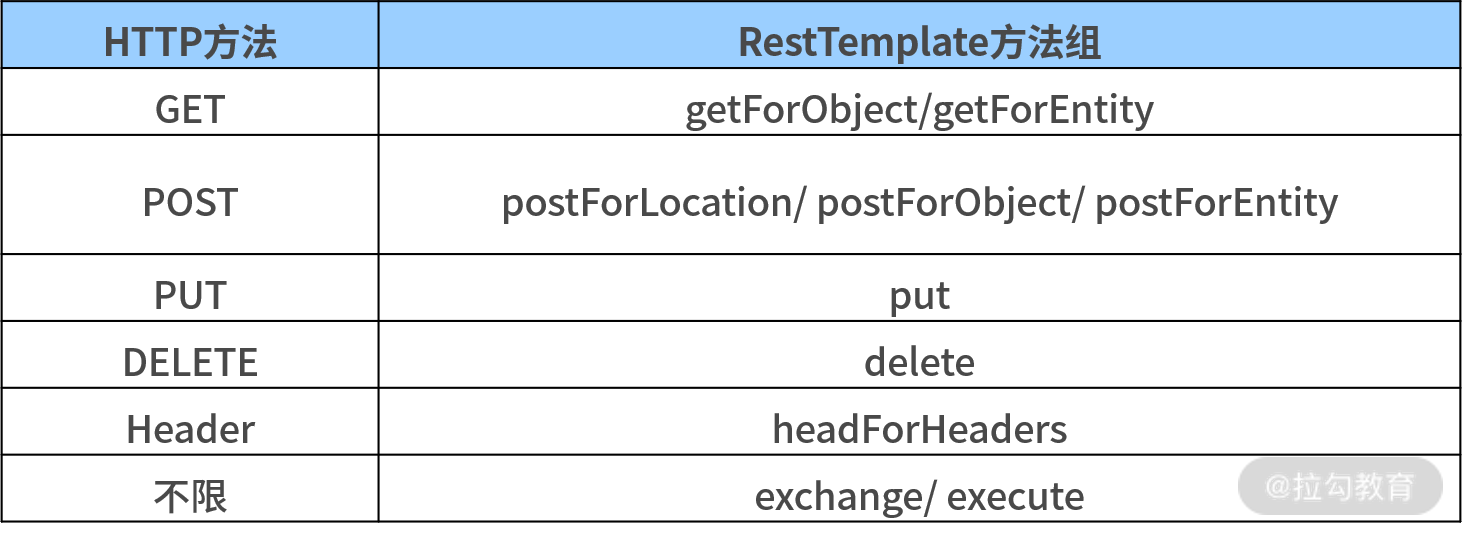 HTTP方法 RestTemplate方法组
GET getForObject/getForEntity
POST postForLocation/ postForObject/ postForEntity
PUT put
DELETE delete
Header headForHeaders
不限 exchange/ execute
@拉勾教育